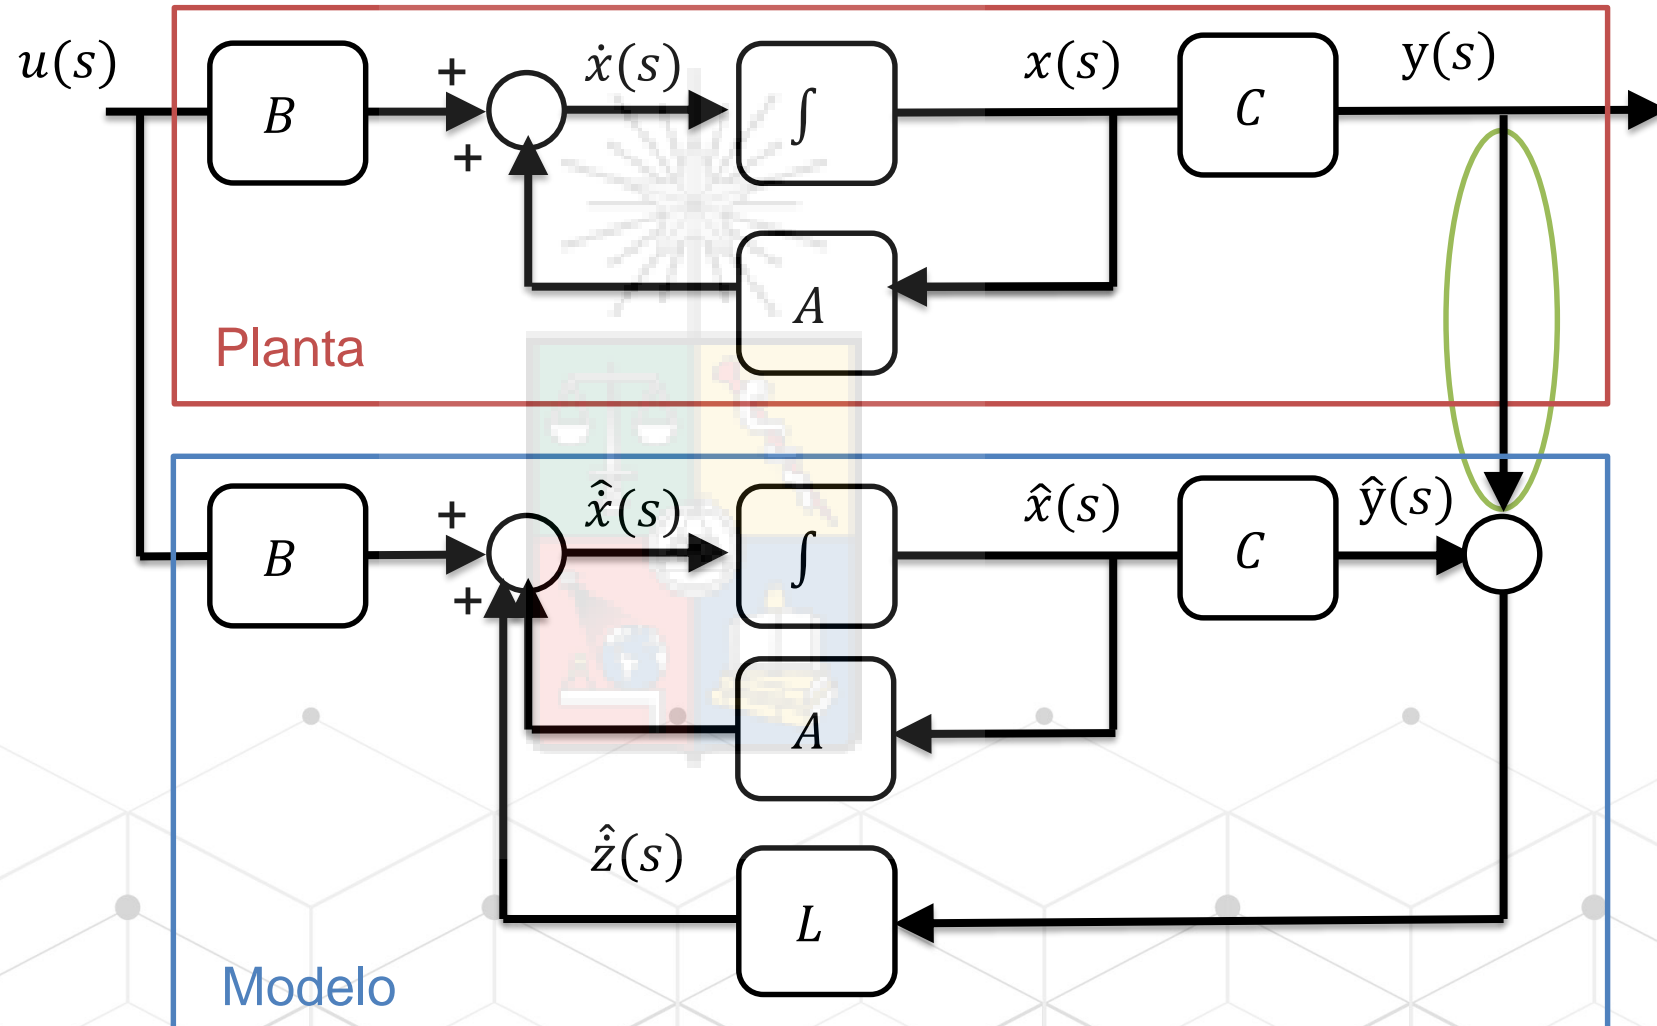 u(s)
B
+
+
ẋ(s)
∫
x(s)
C
y(s)
A
Planta
B
+
+
ẋ̂(s)
∫
x̂(s)
C
ŷ(s)
A
ż̂(s)
L
Modelo